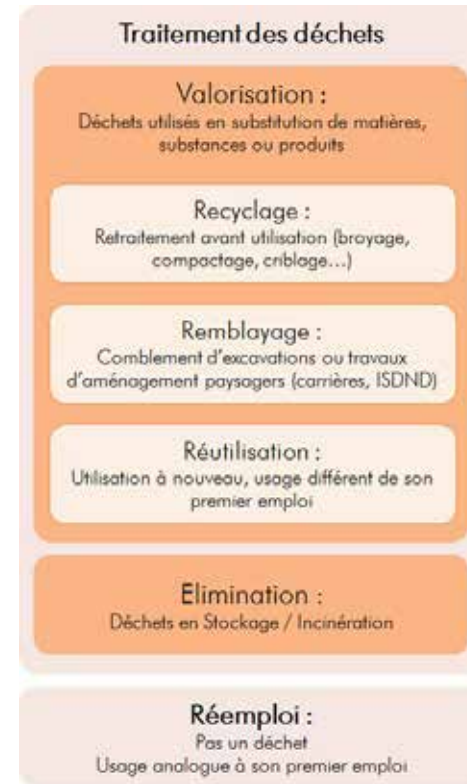 Traitement des déchets
Valorisation :
Déchets utilisés en substitution de matières,
substances ou produits
Recyclage :
Retraitement avant utilisation (broyage,
compactage, criblage...)
Remblayage :
Comblement d'excavations ou travaux
d'aménagement paysagers (carrières, ISDND)
Réutilisation :
Utilisation à nouveau, usage différent de son
premier emploi
Elimination :
Déchets en Stockage / Incinération
Réemploi :
Pas un déchet
Usage analogue à son premier emploi